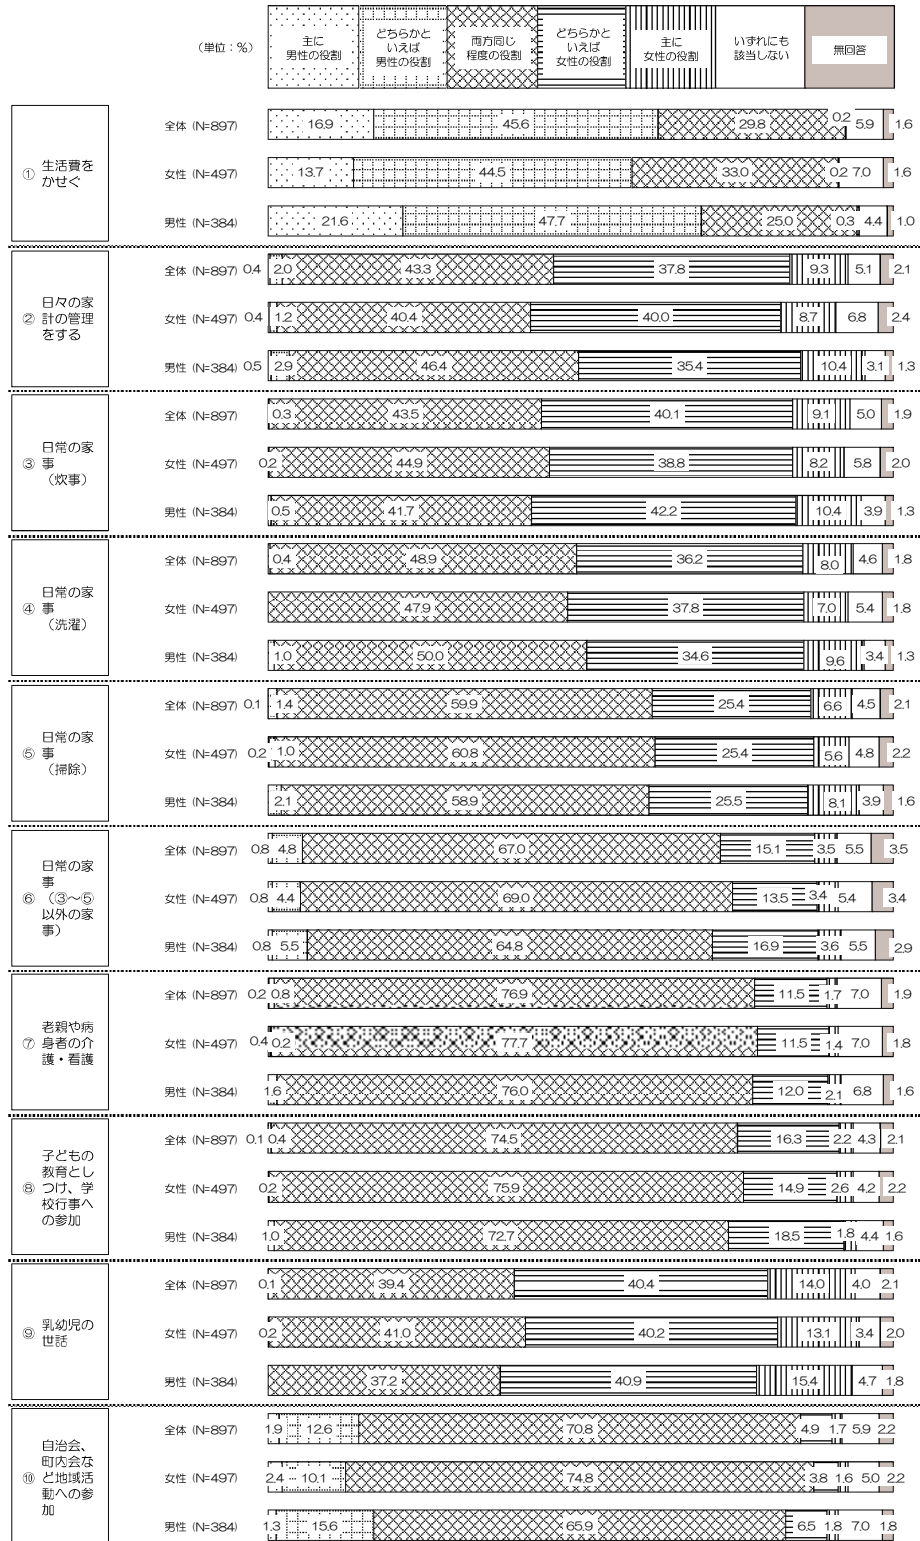 (単位：%)
主に
男性の役割
どちらかと
いえば
男性の役割
両方同じ
程度の役割
どちらかと
いえば
女性の役割
主に
女性の役割
いずれにも
該当しない
無回答
① 生活費を
かせぐ
全体 (N=897) 16.9 45.6 29.8 0.2 5.9 1.6
女性 (N=497) 13.7 44.5 33.0 0.2 7.0 1.6
男性 (N=384) 21.6 47.7 25.0 0.3 4.4 1.0
② 日々の家
計の管理
をする
全体 (N=897) 0.4 2.0 43.3 37.8 9.3 5.1 2.1
女性 (N=497) 0.4 1.2 40.4 40.0 8.7 6.8 2.4
男性 (N=384) 0.5 2.9 46.4 35.4 10.4 3.1 1.3
③ 日常の家
事
（炊事）
全体 (N=897) 0.3 43.5 40.1 9.1 5.0 1.9
女性 (N=497) 0.2 44.9 38.8 8.2 5.8 2.0
男性 (N=384) 0.5 41.7 42.2 10.4 3.9 1.3
④ 日常の家
事
（洗濯）
全体 (N=897) 0.4 48.9 36.2 8.0 4.6 1.8
女性 (N=497) 47.9 37.8 7.0 5.4 1.8
男性 (N=384) 1.0 50.0 34.6 9.6 3.4 1.3
⑤ 日常の家
事
（掃除）
全体 (N=897) 0.1 1.4 59.9 25.4 6.6 4.5 2.1
女性 (N=497) 0.2 1.0 60.8 25.4 5.6 4.8 2.2
男性 (N=384) 2.1 58.9 25.5 8.1 3.9 1.6
⑥ 日常の家
事
（③～⑤
以外の家
事）
全体 (N=897) 0.8 4.8 67.0 15.1 3.5 5.5 3.5
女性 (N=497) 0.8 4.4 69.0 13.5 3.4 5.4 3.4
男性 (N=384) 0.8 5.5 64.8 16.9 3.6 5.5 2.9
⑦ 老親や病
身者の介
護・看護
全体 (N=897) 0.2 0.8 76.9 11.5 1.7 7.0 1.9
女性 (N=497) 0.4 0.2 77.7 11.5 1.4 7.0 1.8
男性 (N=384) 1.6 76.0 12.0 2.1 6.8 1.6
⑧ 子どもの
教育とし
つけ、学
校行事へ
の参加
全体 (N=897) 0.1 0.4 74.5 16.3 2.2 4.3 2.1
女性 (N=497) 0.2 75.9 14.9 2.6 4.2 2.2
男性 (N=384) 1.0 72.7 18.5 1.8 4.4 1.6
⑨ 乳幼児の
世話
全体 (N=897) 0.1 39.4 40.4 14.0 4.0 2.1
女性 (N=497) 0.2 41.0 40.2 13.1 3.4 2.0
男性 (N=384) 37.2 40.9 15.4 4.7 1.8
⑩ 自治会、
町内会な
ど地域活
動への参
加
全体 (N=897) 1.9 12.6 70.8 4.9 1.7 5.9 2.2
女性 (N=497) 2.4 10.1 74.8 3.8 1.6 5.0 2.2
男性 (N=384) 1.3 15.6 65.9 6.5 1.8 7.0 1.8